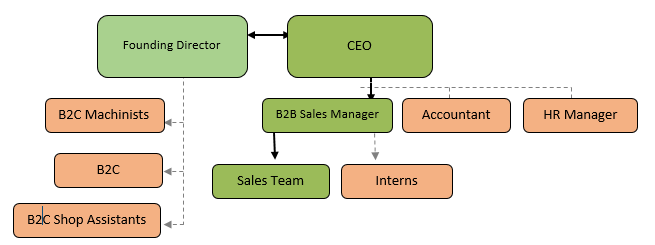 Founding Director
CEO
B2C Machinists
B2B Sales Manager
Accountant
HR Manager
B2C
Sales Team
Interns
B2C Shop Assistants